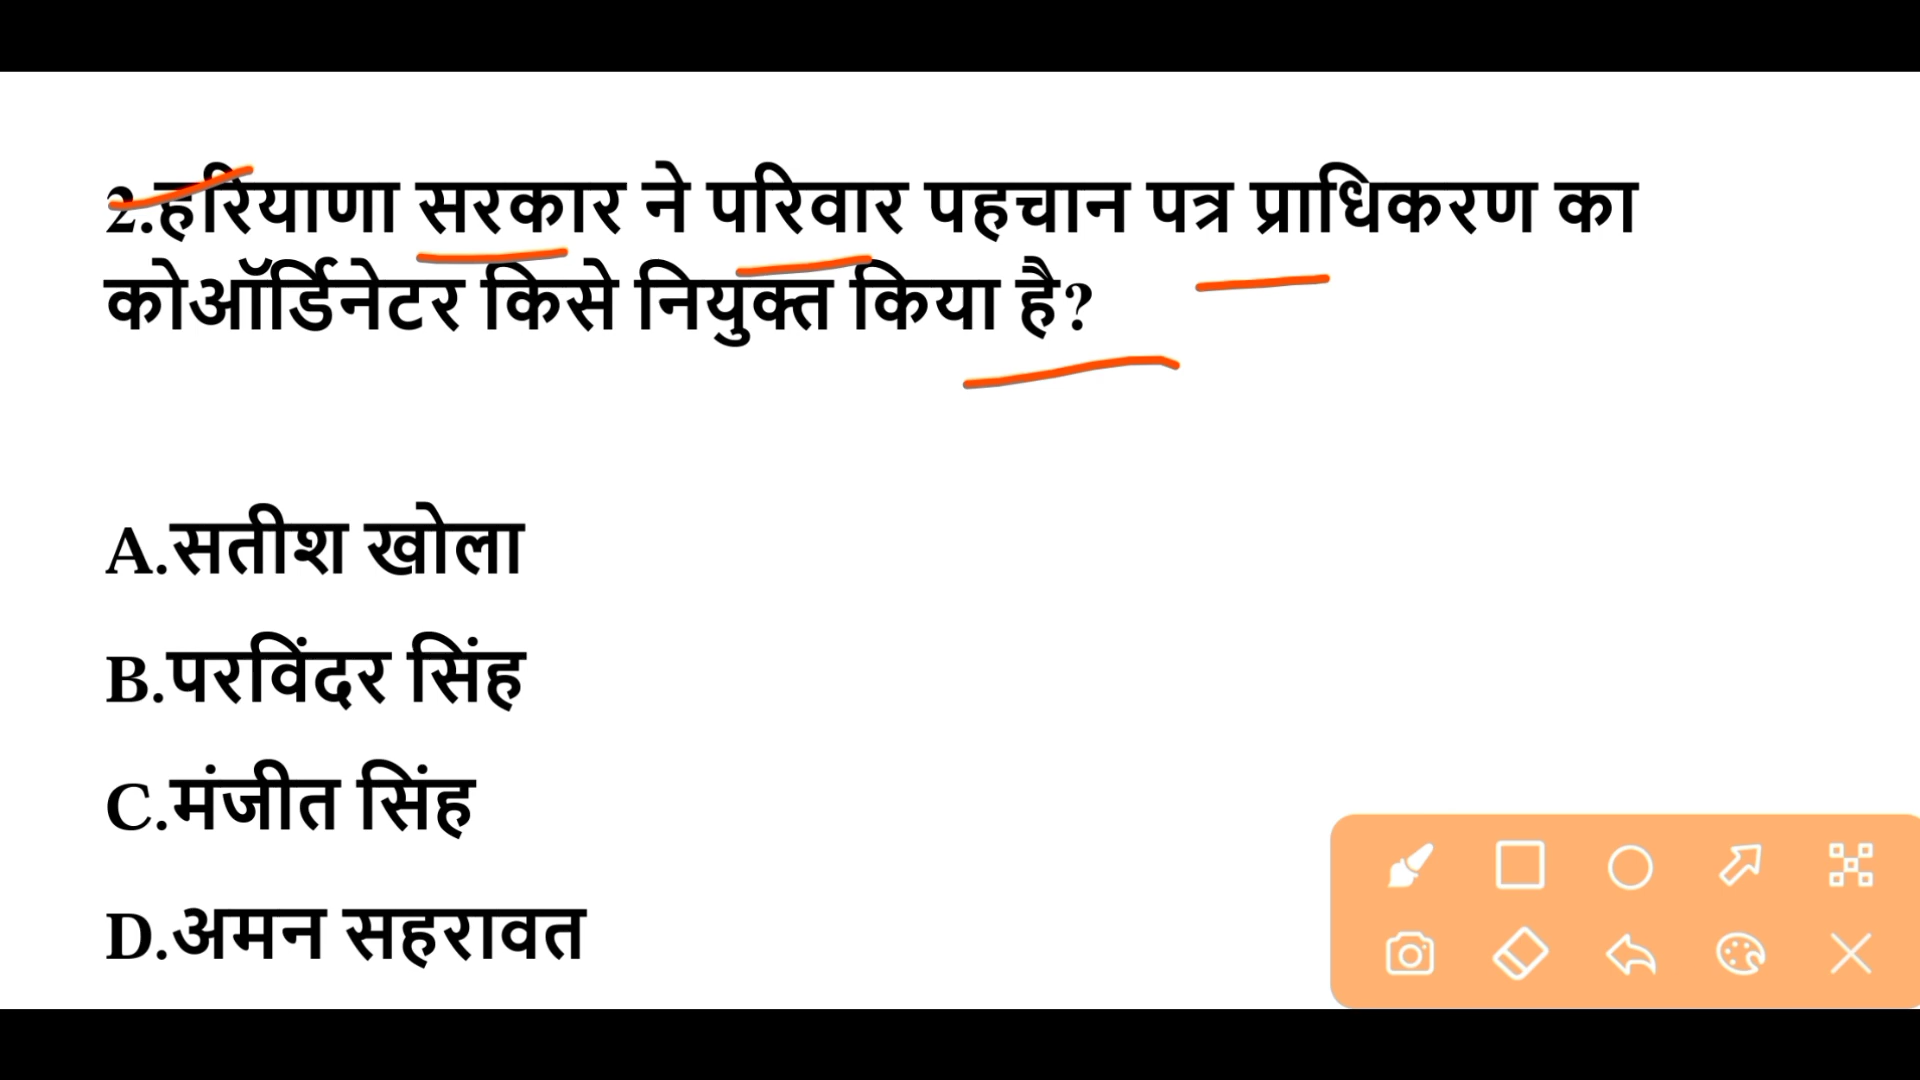 2.हरियाणा सरकार ने परिवार पहचान पत्र प्राधिकरण का
कोऑर्डिनेटर किसे नियुक्त किया है?
A.सतीश खोला
B.परविंदर सिंह
C.मंजीत सिंह
D.अमन सहरावत